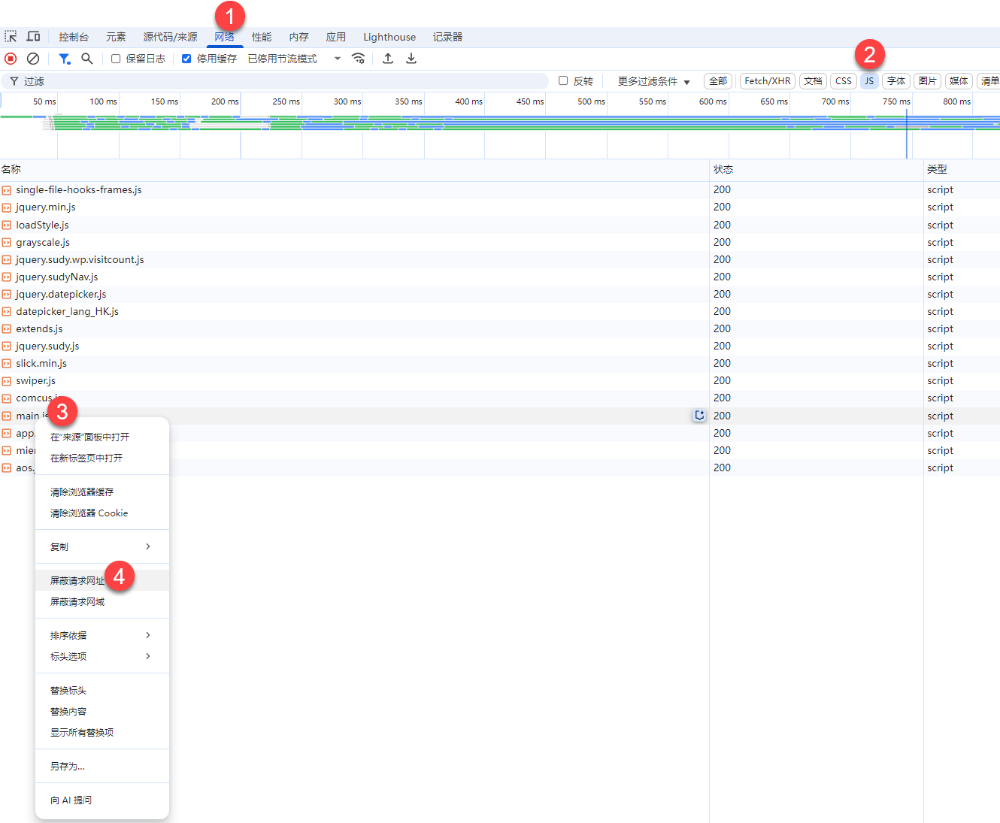 1
控制台 元素 源代码/来源 网络 性能 内存 应用 Lighthouse 记录器
保留日志 停用缓存 已停用节流模式
2
过滤 反转 更多过滤条件 全部 Fetch/XHR 文档 CSS JS 字体 图片 媒体 清单
50 ms 100 ms 150 ms 200 ms 250 ms 300 ms 350 ms 400 ms 450 ms 500 ms 550 ms 600 ms 650 ms 700 ms 750 ms 800 ms
名称 状态 类型
single-file-hooks-frames.js 200 script
jquery.min.js 200 script
loadStyle.js 200 script
grayscale.js 200 script
jquery.sudy.wp.visitcount.js 200 script
jquery.sudyNav.js 200 script
jquery.datepicker.js 200 script
datepicker_lang_HK.js 200 script
extends.js 200 script
jquery.sudy.js 200 script
slick.min.js 200 script
swiper.js 200 script
comcus.j 200 script
main.js 200 script
3
app. 200 script
mier 200 script
aos. 200 script
在“来源”面板中打开
在新标签页中打开
清除浏览器缓存
清除浏览器 Cookie
复制
屏蔽请求网址 4
屏蔽请求网域
排序依据
标头选项
替换标头
替换内容
显示所有替换项
另存为...
向 AI 提问